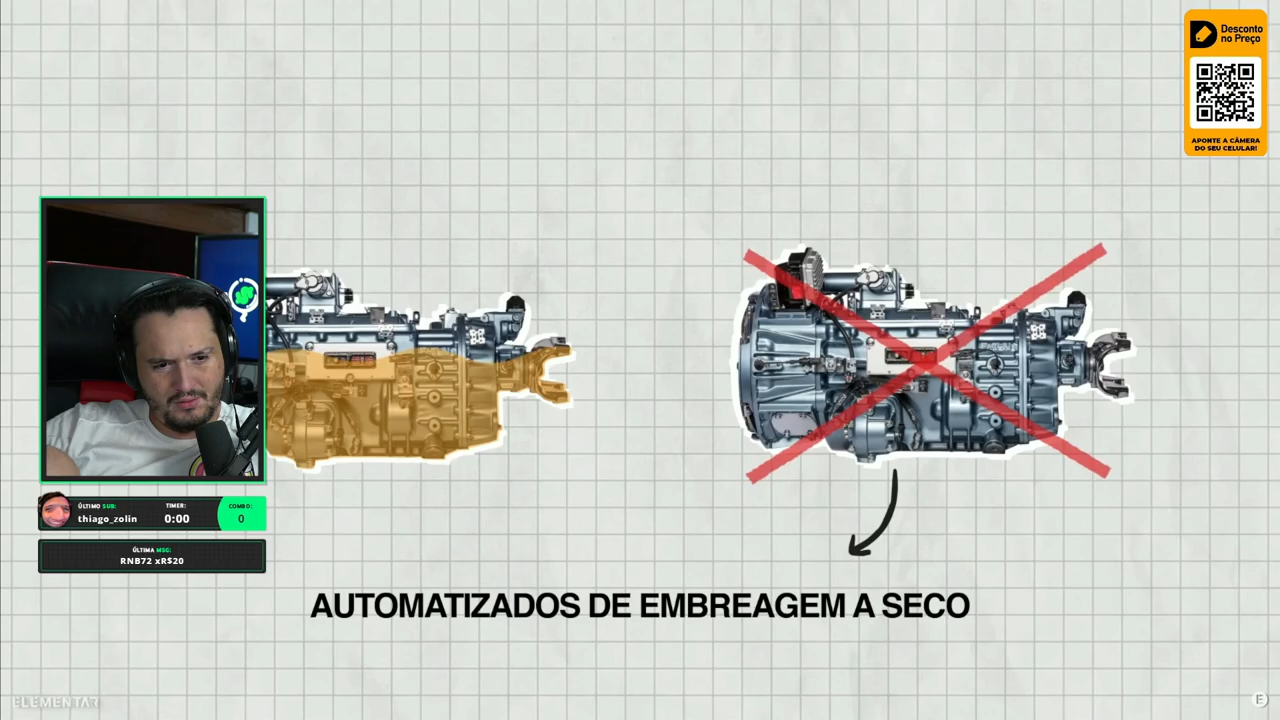 Desconto
no Preço
APONTE A CÂMERA
DO SEU CELULAR!
ÚLTIMO SUB:
thiago_zolin
TIMER:
0:00
COMBO:
0
ÚLTIMA MSG:
RNB72 xR$20
AUTOMATIZADOS DE EMBREAGEM A SECO
ELEMENTAR
E